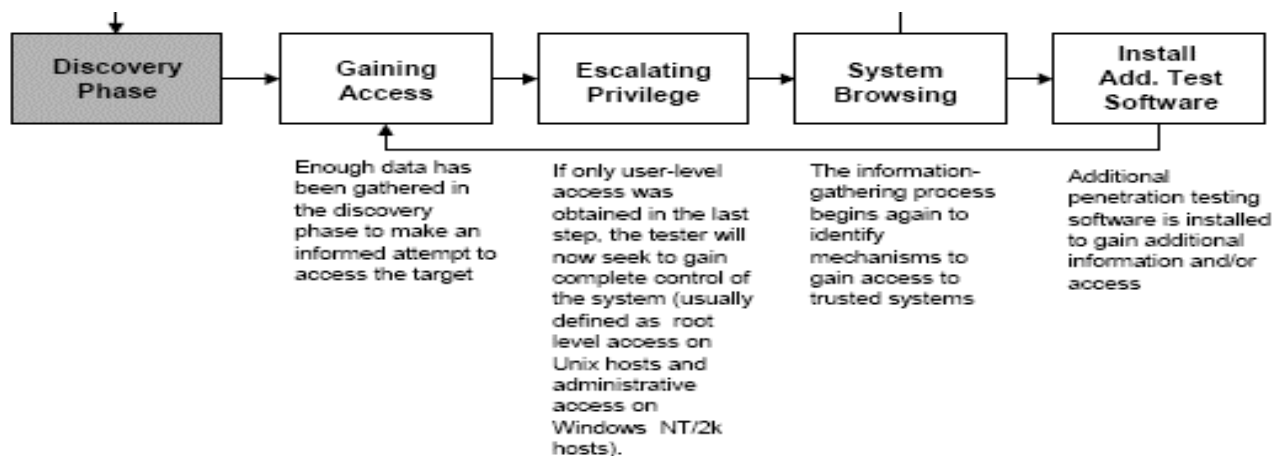 Discovery
Phase
Gaining
Access
Escalating
Privilege
System
Browsing
Install
Add. Test
Software
Enough data has
been gathered in
the discovery
phase to make an
informed attempt to
access the target
If only user-level
access was
obtained in the last
step, the tester will
now seek to gain
complete control of
the system (usually
defined as root
level access on
Unix hosts and
administrative
access on
Windows NT/2k
hosts).
The information-
gathering process
begins again to
identify
mechanisms to
gain access to
trusted systems
Additional
penetration testing
software is installed
to gain additional
information and/or
access